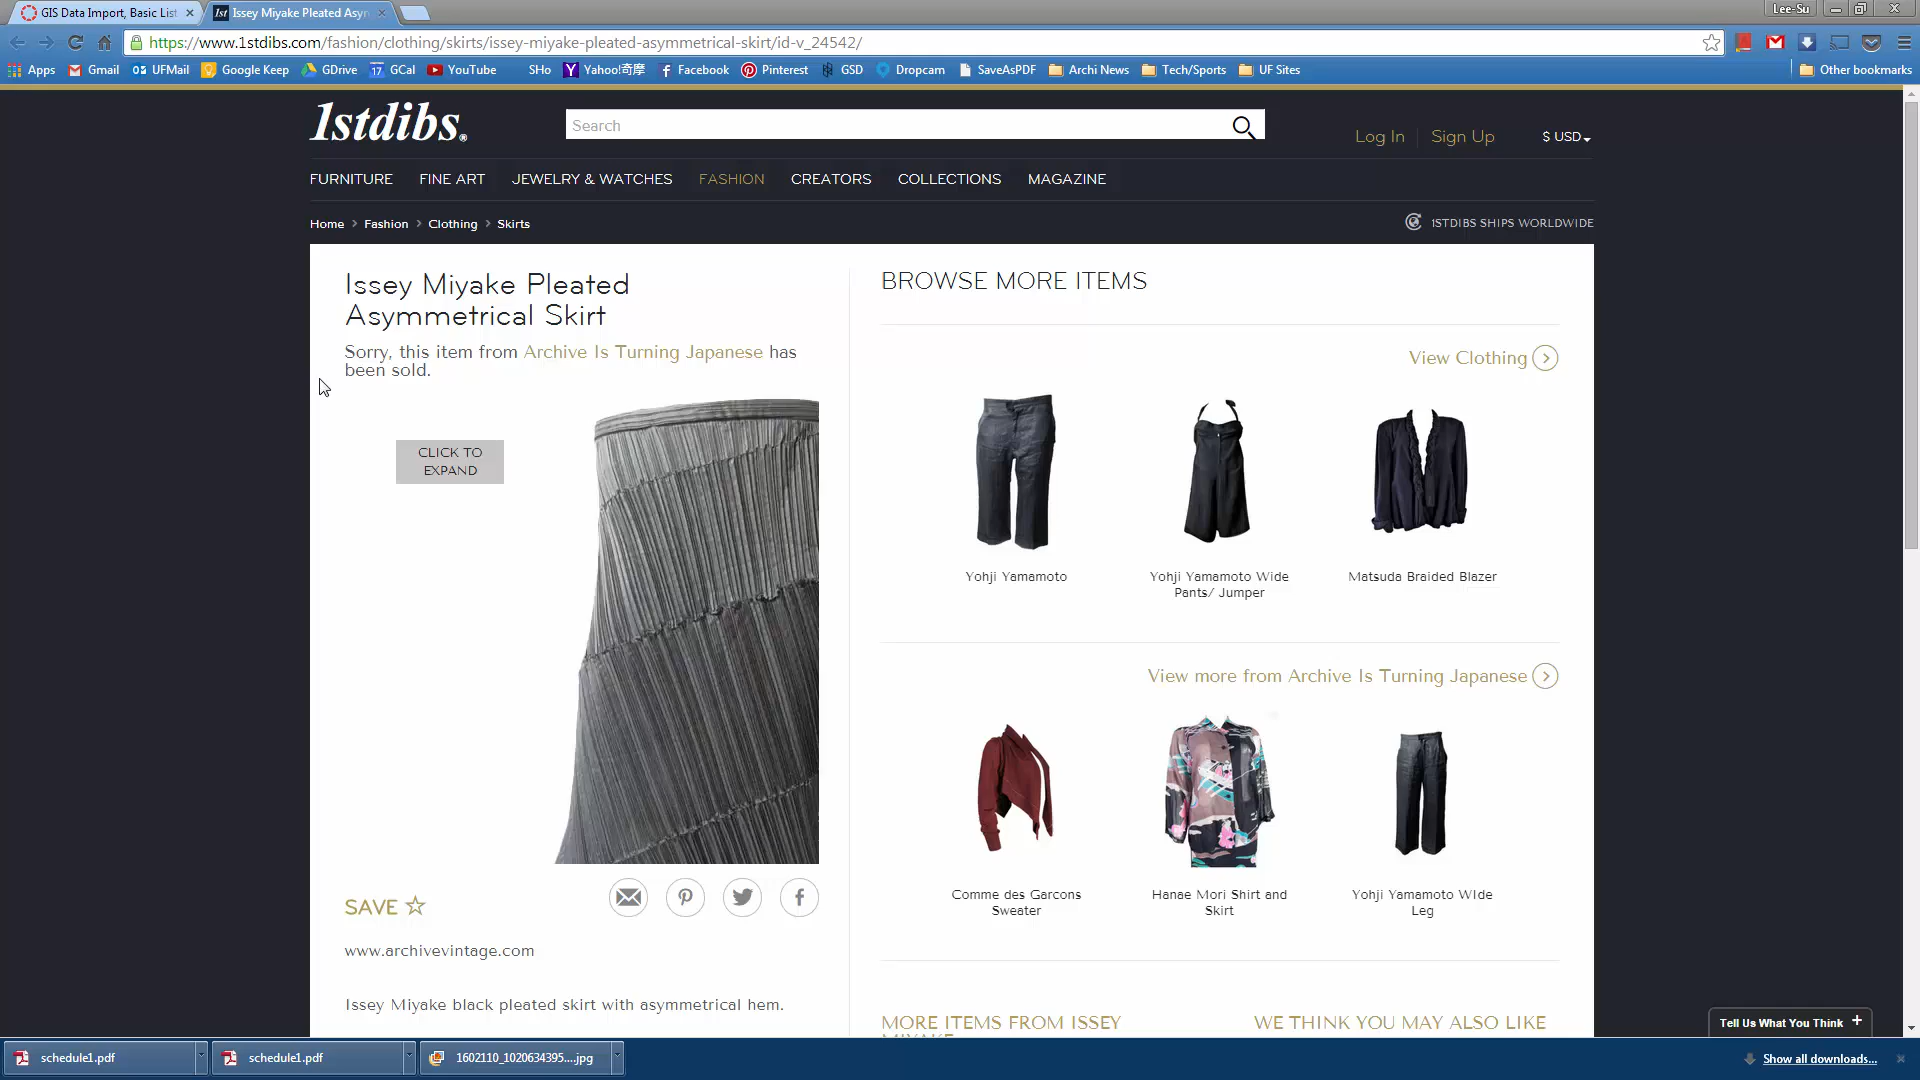 GIS Data Import, Basic List
Issey Miyake Pleated Asy
Lee-Su
https://www.1stdibs.com/fashion/clothing/skirts/issey-miyake-pleated-asymmetrical-skirt/id-v_24542/
Apps Gmail UFMail Google Keep GDrive GCal YouTube SHo Yahoo!奇摩 Facebook Pinterest GSD Dropcam SaveAsPDF Archi News Tech/Sports UF Sites Other bookmarks
1stdibs®
Search
Log In Sign Up $ USD
FURNITURE FINE ART JEWELRY & WATCHES FASHION CREATORS COLLECTIONS MAGAZINE
Home > Fashion > Clothing > Skirts
1STDIBS SHIPS WORLDWIDE
Issey Miyake Pleated
Asymmetrical Skirt
Sorry, this item from Archive Is Turning Japanese has
been sold.
CLICK TO
EXPAND
SAVE
www.archivevintage.com
Issey Miyake black pleated skirt with asymmetrical hem.
BROWSE MORE ITEMS
View Clothing
Yohji Yamamoto
Yohji Yamamoto Wide
Pants/ Jumper
Matsuda Braided Blazer
View more from Archive Is Turning Japanese
Comme des Garcons
Sweater
Hanae Mori Shirt and
Skirt
Yohji Yamamoto WIde
Leg
MORE ITEMS FROM ISSEY
MIYAKE
WE THINK YOU MAY ALSO LIKE
Tell Us What You Think +
schedule1.pdf
schedule1.pdf
1602110_1020634395....jpg
Show all downloads...